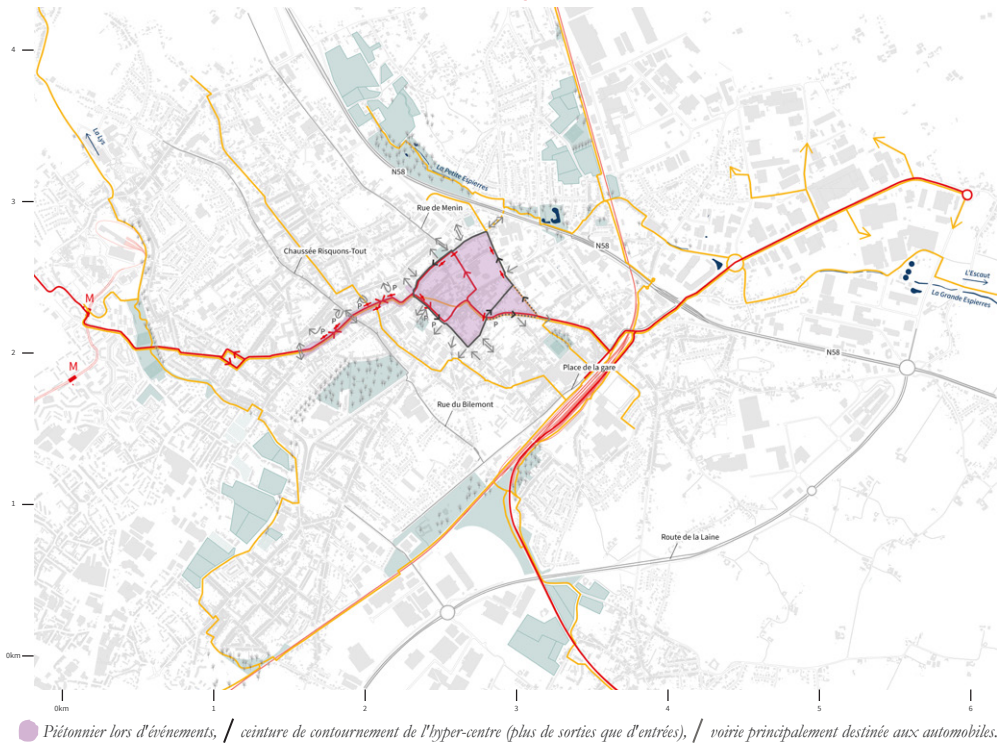 4
La Lys
La Petite Espierres
N58
3
Rue de Menin
N58
Chaussée Risquons-Tout
L'Escaut
La Grande Espierres
M
P
P
P
P
P
P
2
N58
M
Place de la gare
Rue du Bilemont
1
Route de la Laine
0km
0km
1
2
3
4
5
6
Piétonnier lors d'événements, / ceinture de contournement de l'hyper-centre (plus de sorties que d'entrées), / voirie principalement destinée aux automobiles.